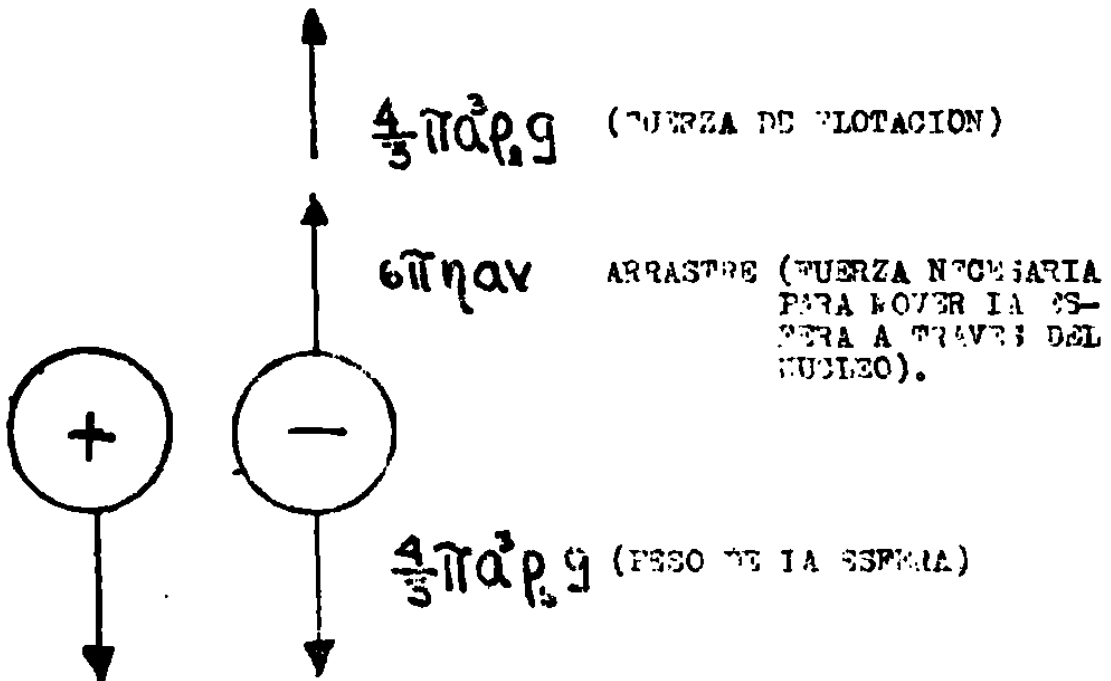 4/3 πa³ρ₂g (FUERZA DE FLOTACION)
6πηav ARRASTRE (FUERZA NECESARIA
PARA MOVER LA ES-
FERA A TRAVES DEL
NUCLEO).
+ −
4/3 πa³ρₛg (PESO DE LA ESFERA)